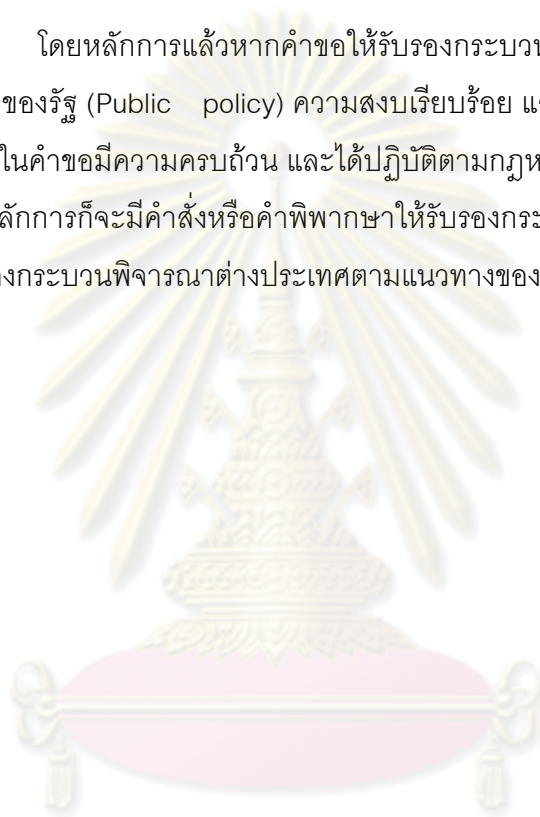 โดยหลักการแล้วหากคำขอให้รับรองกระบวน
ของรัฐ (Public policy) ความสงบเรียบร้อย แ
ในคำขอมีความครบถ้วน และได้ปฏิบัติตามกฎห
ลักการก็จะมีคำสั่งหรือคำพิพากษาให้รับรองกระ
งกระบวนพิจารณาต่างประเทศตามแนวทางของ